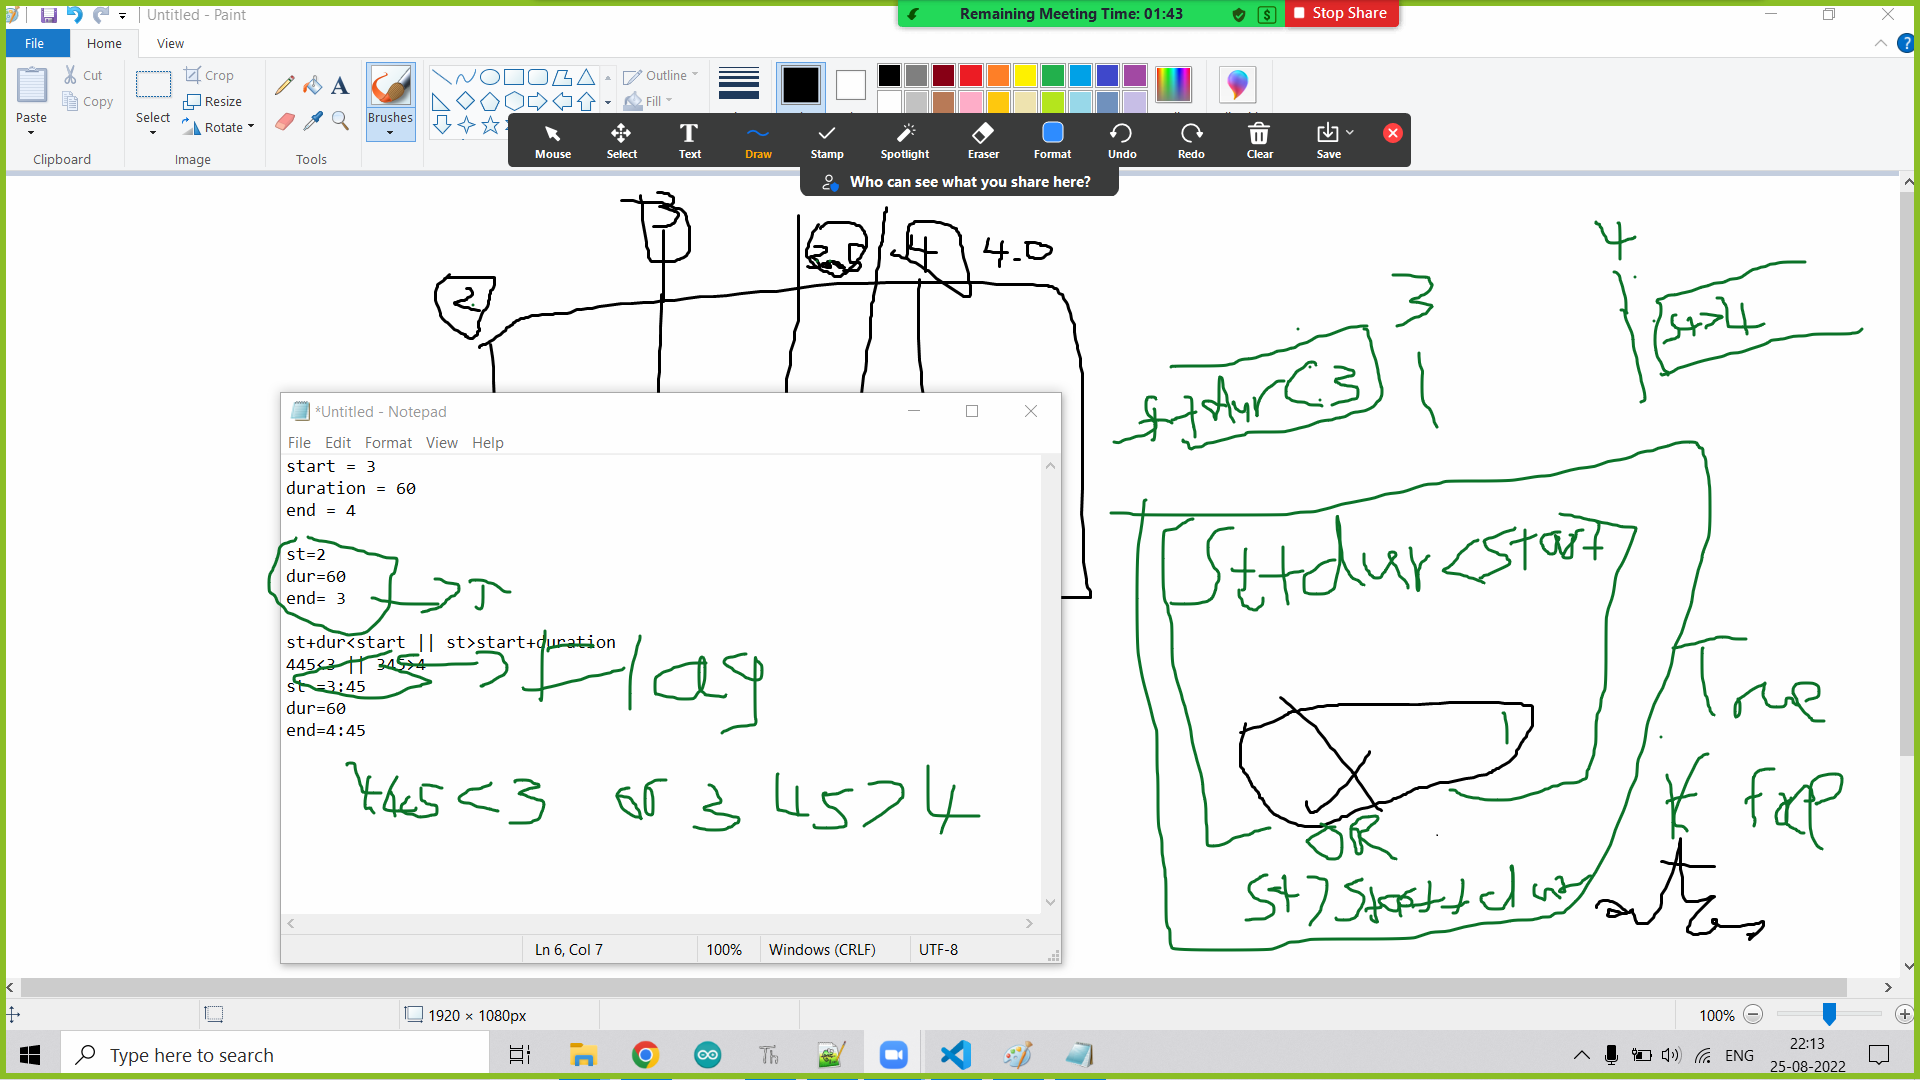 Untitled - Paint
Remaining Meeting Time: 01:43
Stop Share
File
Home
View
Paste
Cut
Copy
Clipboard
Select
Crop
Resize
Rotate
Image
Tools
Brushes
Outline
Fill
Mouse
Select
Text
Draw
Stamp
Spotlight
Eraser
Format
Undo
Redo
Clear
Save
Who can see what you share here?
3
2
4
4.0
4
3
st>4
st+dur<3
*Untitled - Notepad
File Edit Format View Help
start = 3
duration = 60
end = 4
st=2
dur=60
end= 3
st+dur<start || st>start+duration
445<3 || 345>4
st =3:45
dur=60
end=4:45
445<3 or 345>4
Ln 6, Col 7
100%
Windows (CRLF)
UTF-8
St+dur<Start
OR
St>Start+dur
True
1920 × 1080px
100%
Type here to search
Th
ENG
22:13
25-08-2022